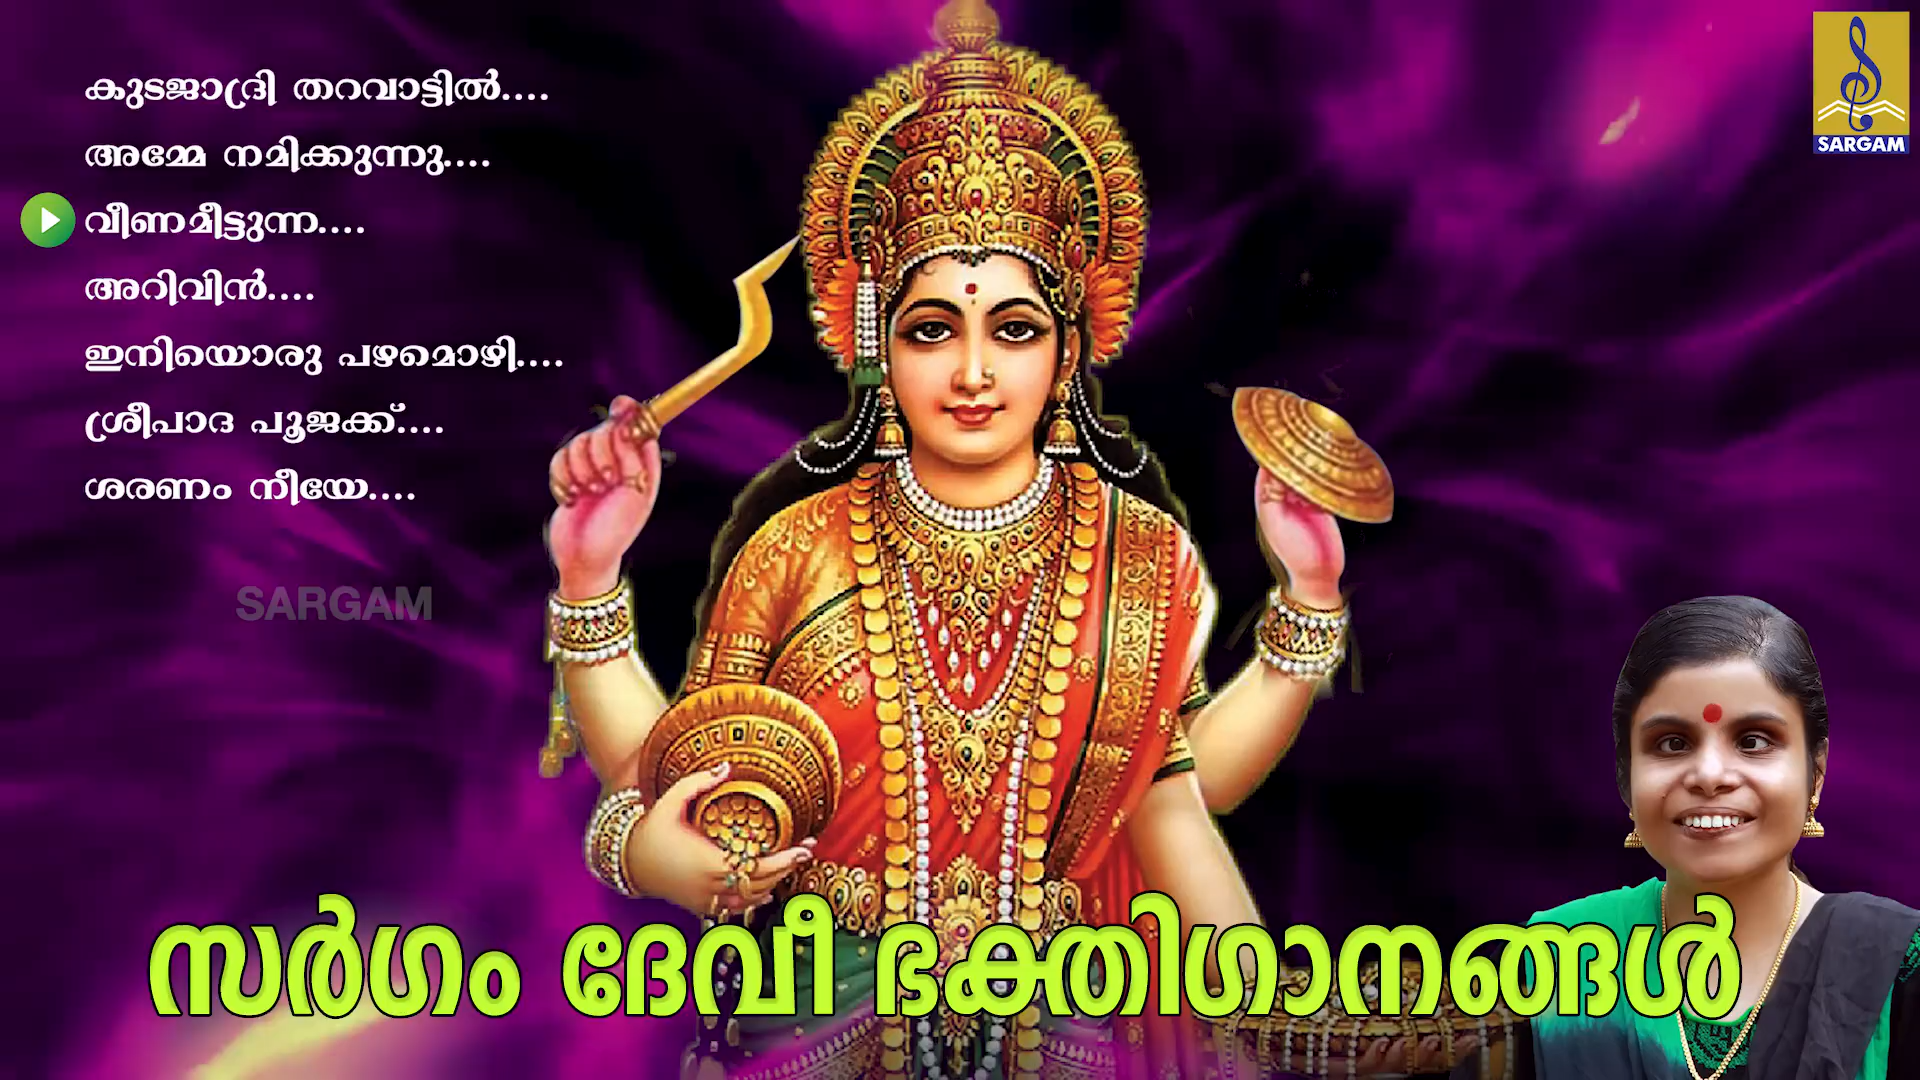 കുടജാദ്രി തറവാട്ടിൽ....
അമ്മേ നമിക്കുന്നു....
വീണമീട്ടുന്ന....
അറിവിൻ....
ഇനിയൊരു പഴമൊഴി....
ശ്രീപാദ പൂജക്ക്....
ശരണം നീയേ....
SARGAM
SARGAM
സർഗം ദേവീ ഭക്തിഗാനങ്ങൾ